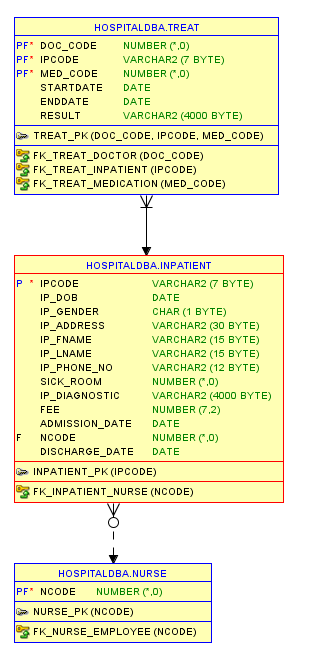 HOSPITALDBA.TREAT
PF* DOC_CODE NUMBER (*,0)
PF* IPCODE VARCHAR2 (7 BYTE)
PF* MED_CODE NUMBER (*,0)
STARTDATE DATE
ENDDATE DATE
RESULT VARCHAR2 (4000 BYTE)
TREAT_PK (DOC_CODE, IPCODE, MED_CODE)
FK_TREAT_DOCTOR (DOC_CODE)
FK_TREAT_INPATIENT (IPCODE)
FK_TREAT_MEDICATION (MED_CODE)
HOSPITALDBA.INPATIENT
P * IPCODE VARCHAR2 (7 BYTE)
IP_DOB DATE
IP_GENDER CHAR (1 BYTE)
IP_ADDRESS VARCHAR2 (30 BYTE)
IP_FNAME VARCHAR2 (15 BYTE)
IP_LNAME VARCHAR2 (15 BYTE)
IP_PHONE_NO VARCHAR2 (12 BYTE)
SICK_ROOM NUMBER (*,0)
IP_DIAGNOSTIC VARCHAR2 (4000 BYTE)
FEE NUMBER (7,2)
ADMISSION_DATE DATE
F NCODE NUMBER (*,0)
DISCHARGE_DATE DATE
INPATIENT_PK (IPCODE)
FK_INPATIENT_NURSE (NCODE)
HOSPITALDBA.NURSE
PF* NCODE NUMBER (*,0)
NURSE_PK (NCODE)
FK_NURSE_EMPLOYEE (NCODE)